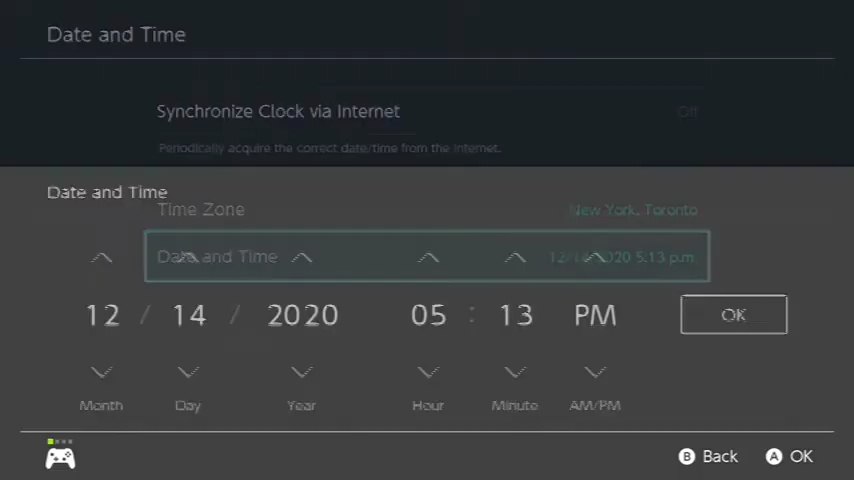 Date and Time
Synchronize Clock via Internet Off
Periodically acquire the correct date/time from the Internet.
Date and Time
Time Zone New York, Toronto
Date and Time 12/14/2020 5:13 p.m.
12 / 14 / 2020 05 : 13 PM OK
Month Day Year Hour Minute AM/PM
B Back A OK